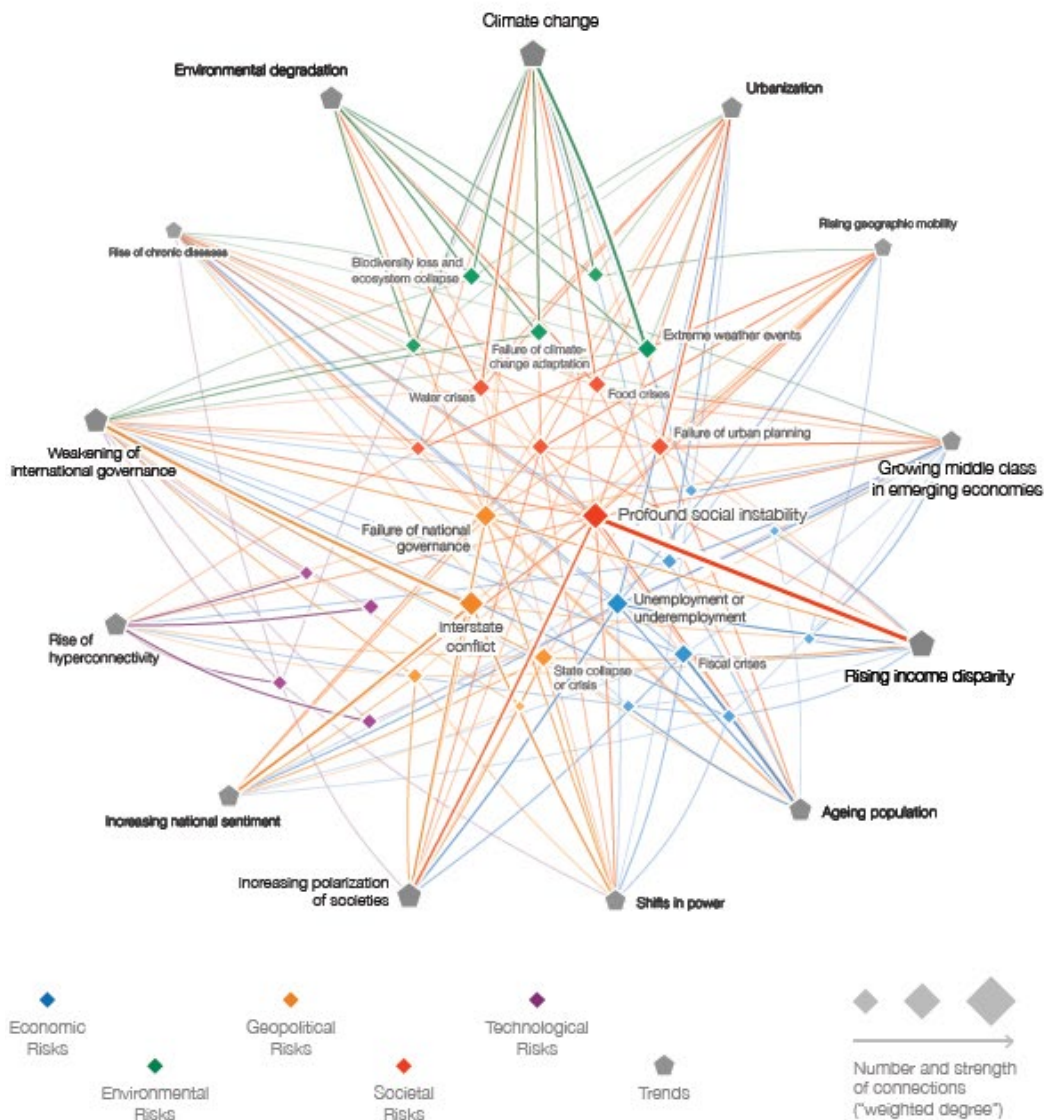 Climate change
Environmental degradation
Urbanization
Rising geographic mobility
Rise of chronic diseases
Biodiversity loss and
ecosystem collapse
Extreme weather events
Failure of climate-
change adaptation
Water crises
Food crises
Failure of urban planning
Weakening of
international governance
Growing middle class
in emerging economies
Profound social instability
Failure of national
governance
Unemployment or
underemployment
Interstate
conflict
Rise of
hyperconnectivity
State collapse
or crisis
Fiscal crises
Rising income disparity
Increasing national sentiment
Ageing population
Increasing polarization
of societies
Shifts in power
Economic
Risks
Geopolitical
Risks
Technological
Risks
Environmental
Risks
Societal
Risks
Trends
Number and strength
of connections
("weighted degree")